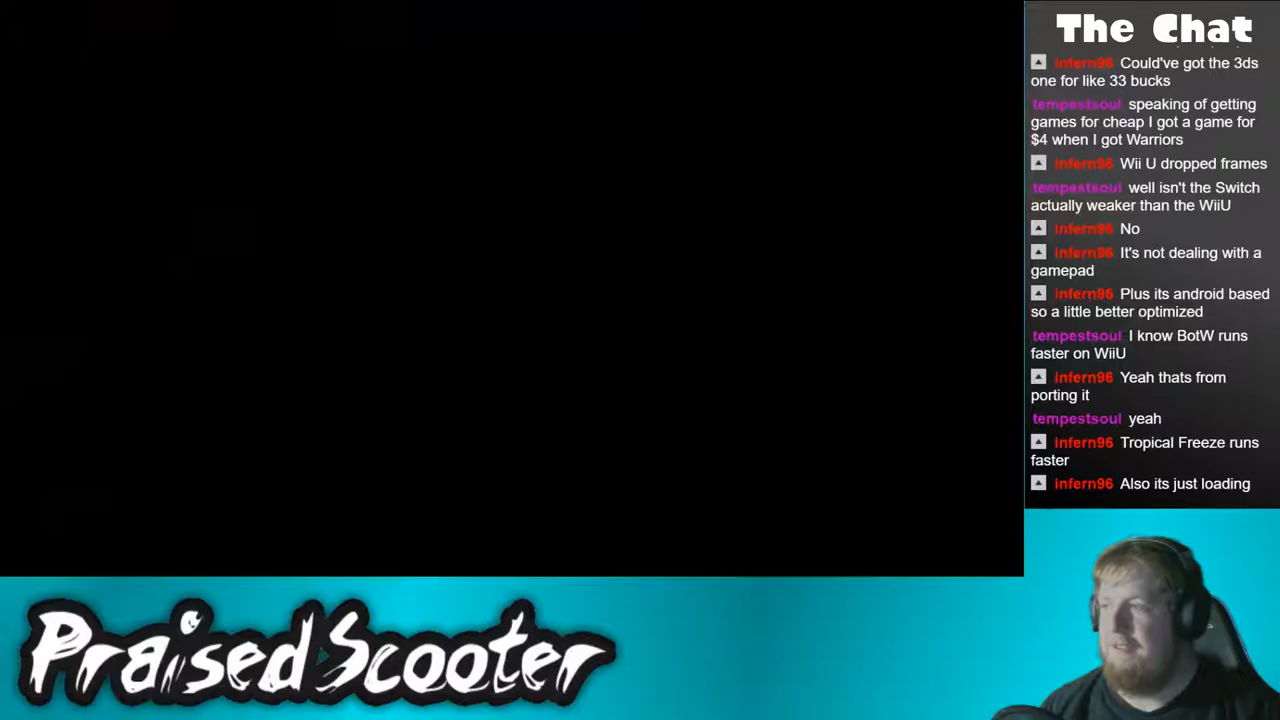 The Chat
infern96 Could've got the 3ds
one for like 33 bucks
tempestsoul speaking of getting
games for cheap I got a game for
$4 when I got Warriors
infern96 Wii U dropped frames
tempestsoul well isn't the Switch
actually weaker than the WiiU
infern96 No
infern96 It's not dealing with a
gamepad
infern96 Plus its android based
so a little better optimized
tempestsoul I know BotW runs
faster on WiiU
infern96 Yeah thats from
porting it
tempestsoul yeah
infern96 Tropical Freeze runs
faster
infern96 Also its just loading
PraisedScooter